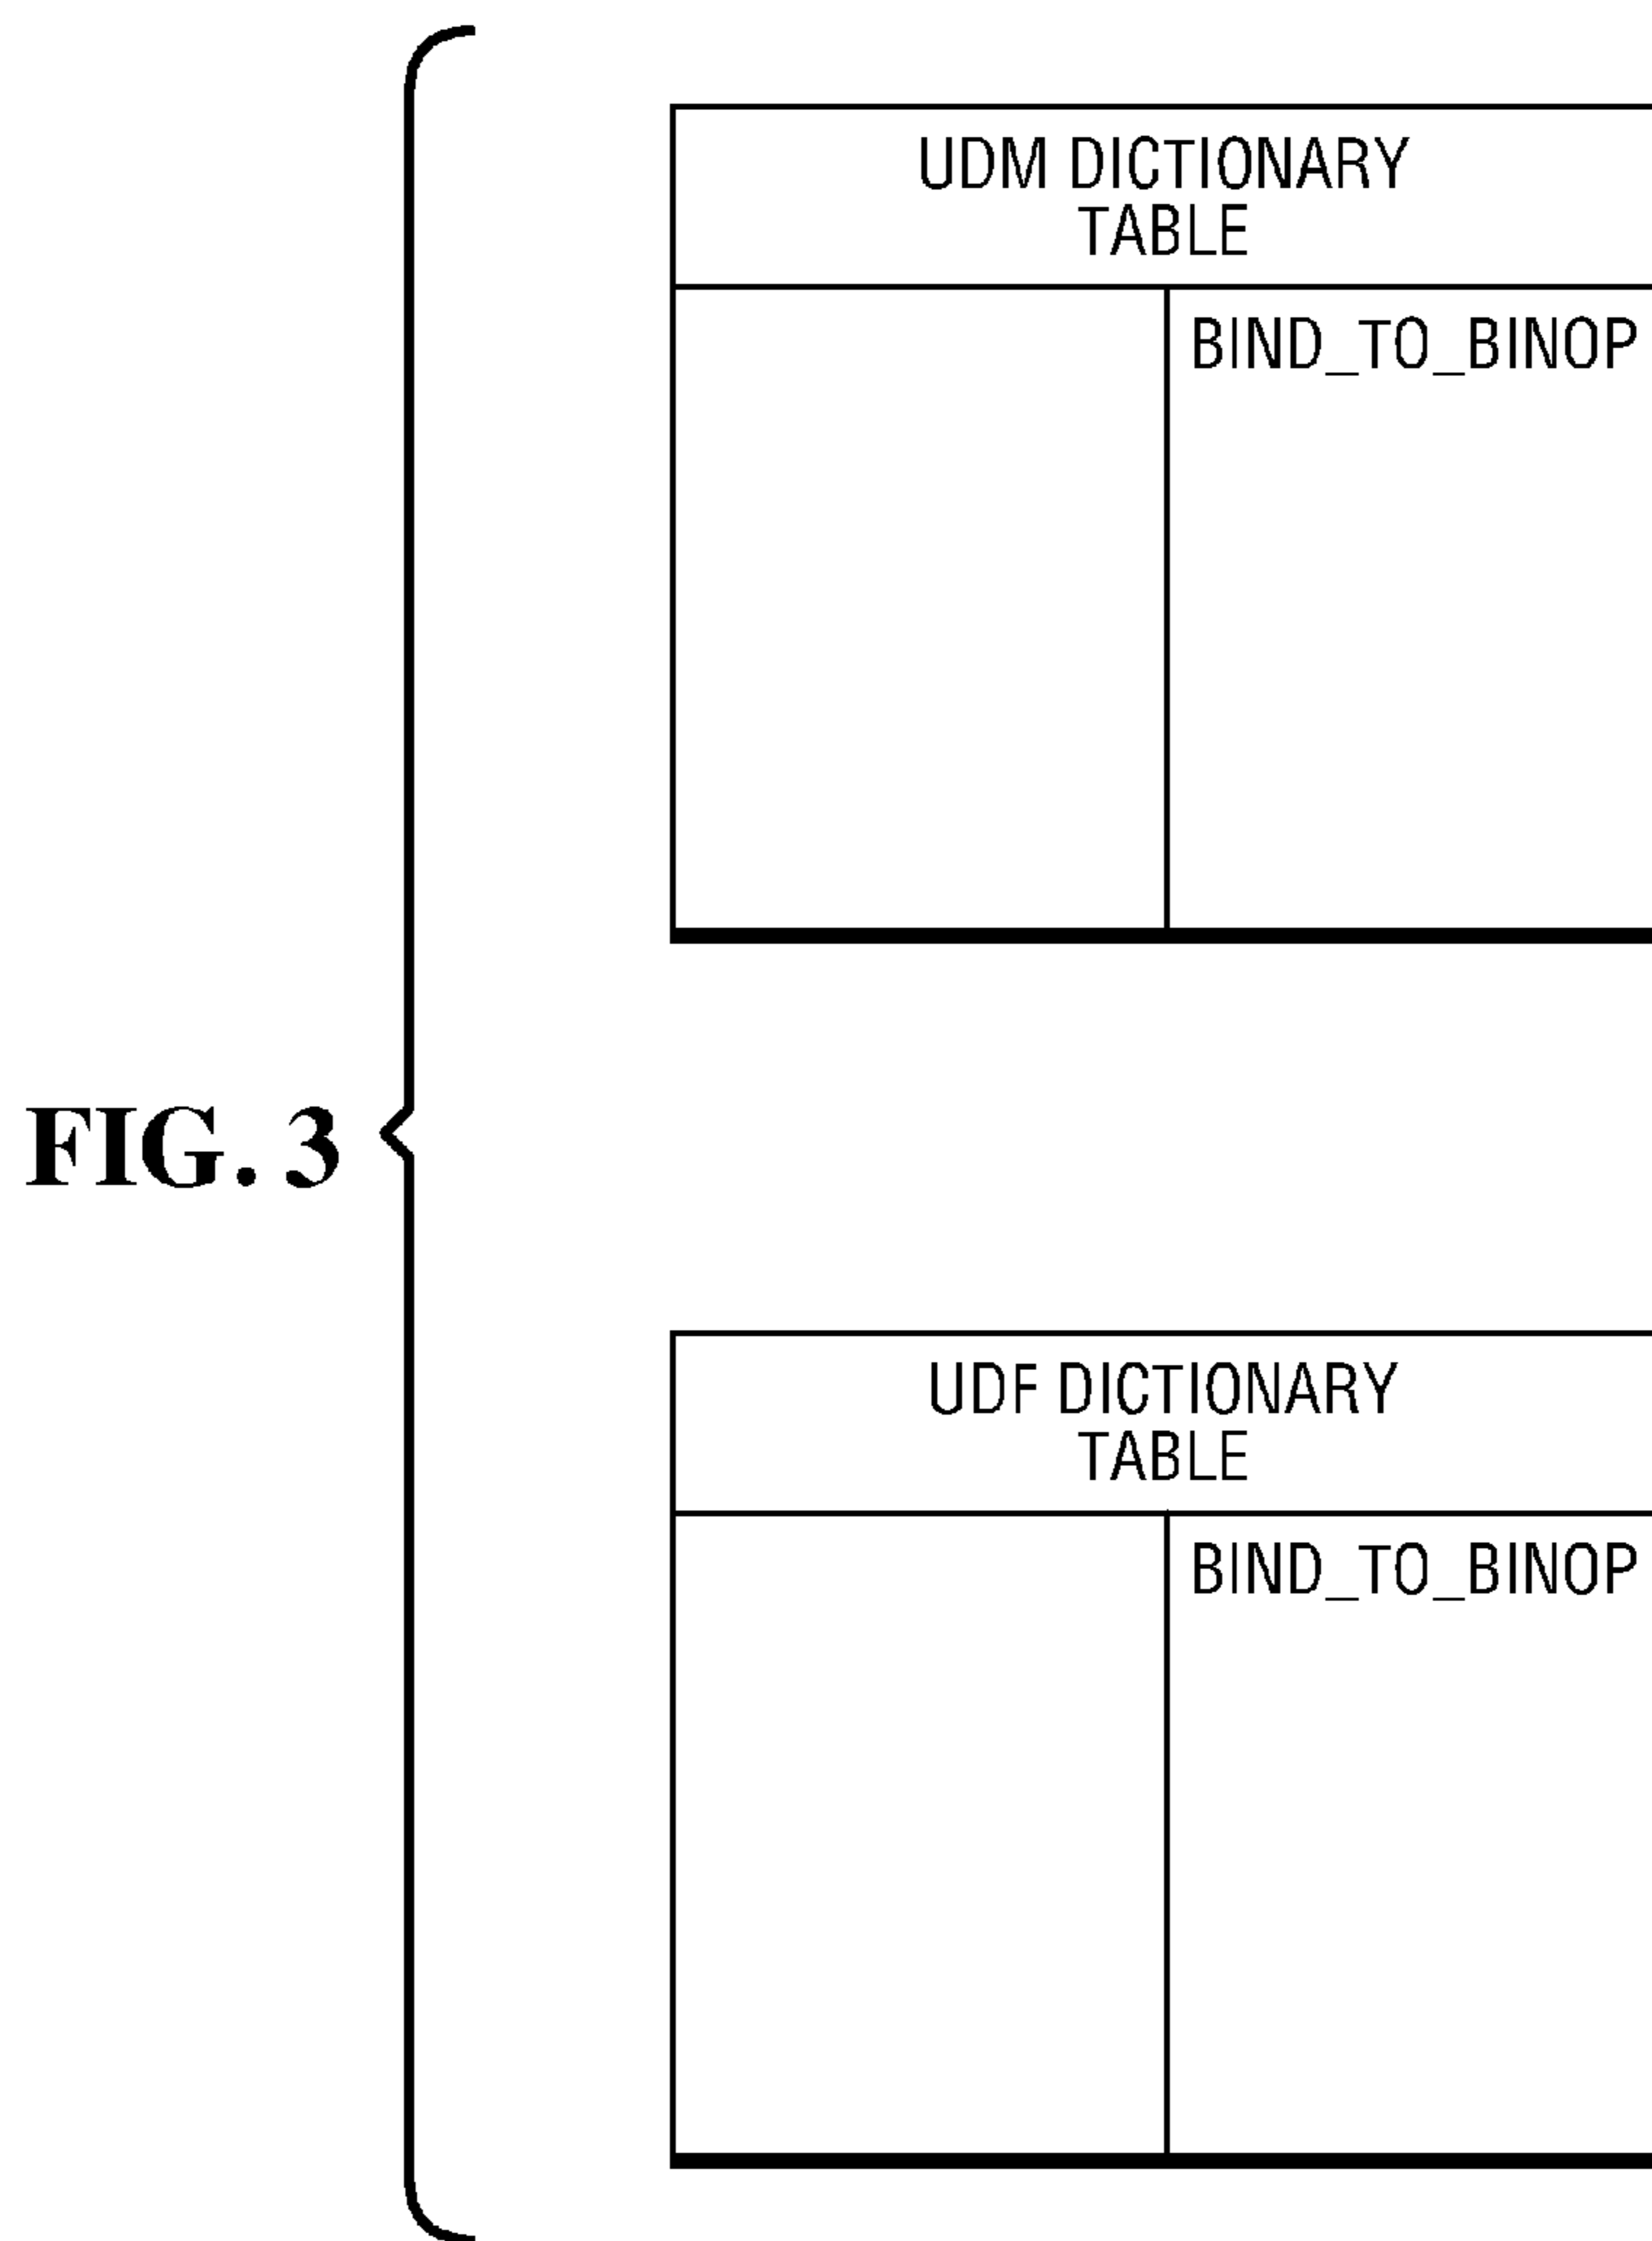 UDM DICTIONARY
TABLE
BIND_TO_BINOP
FIG. 3
UDF DICTIONARY
TABLE
BIND_TO_BINOP